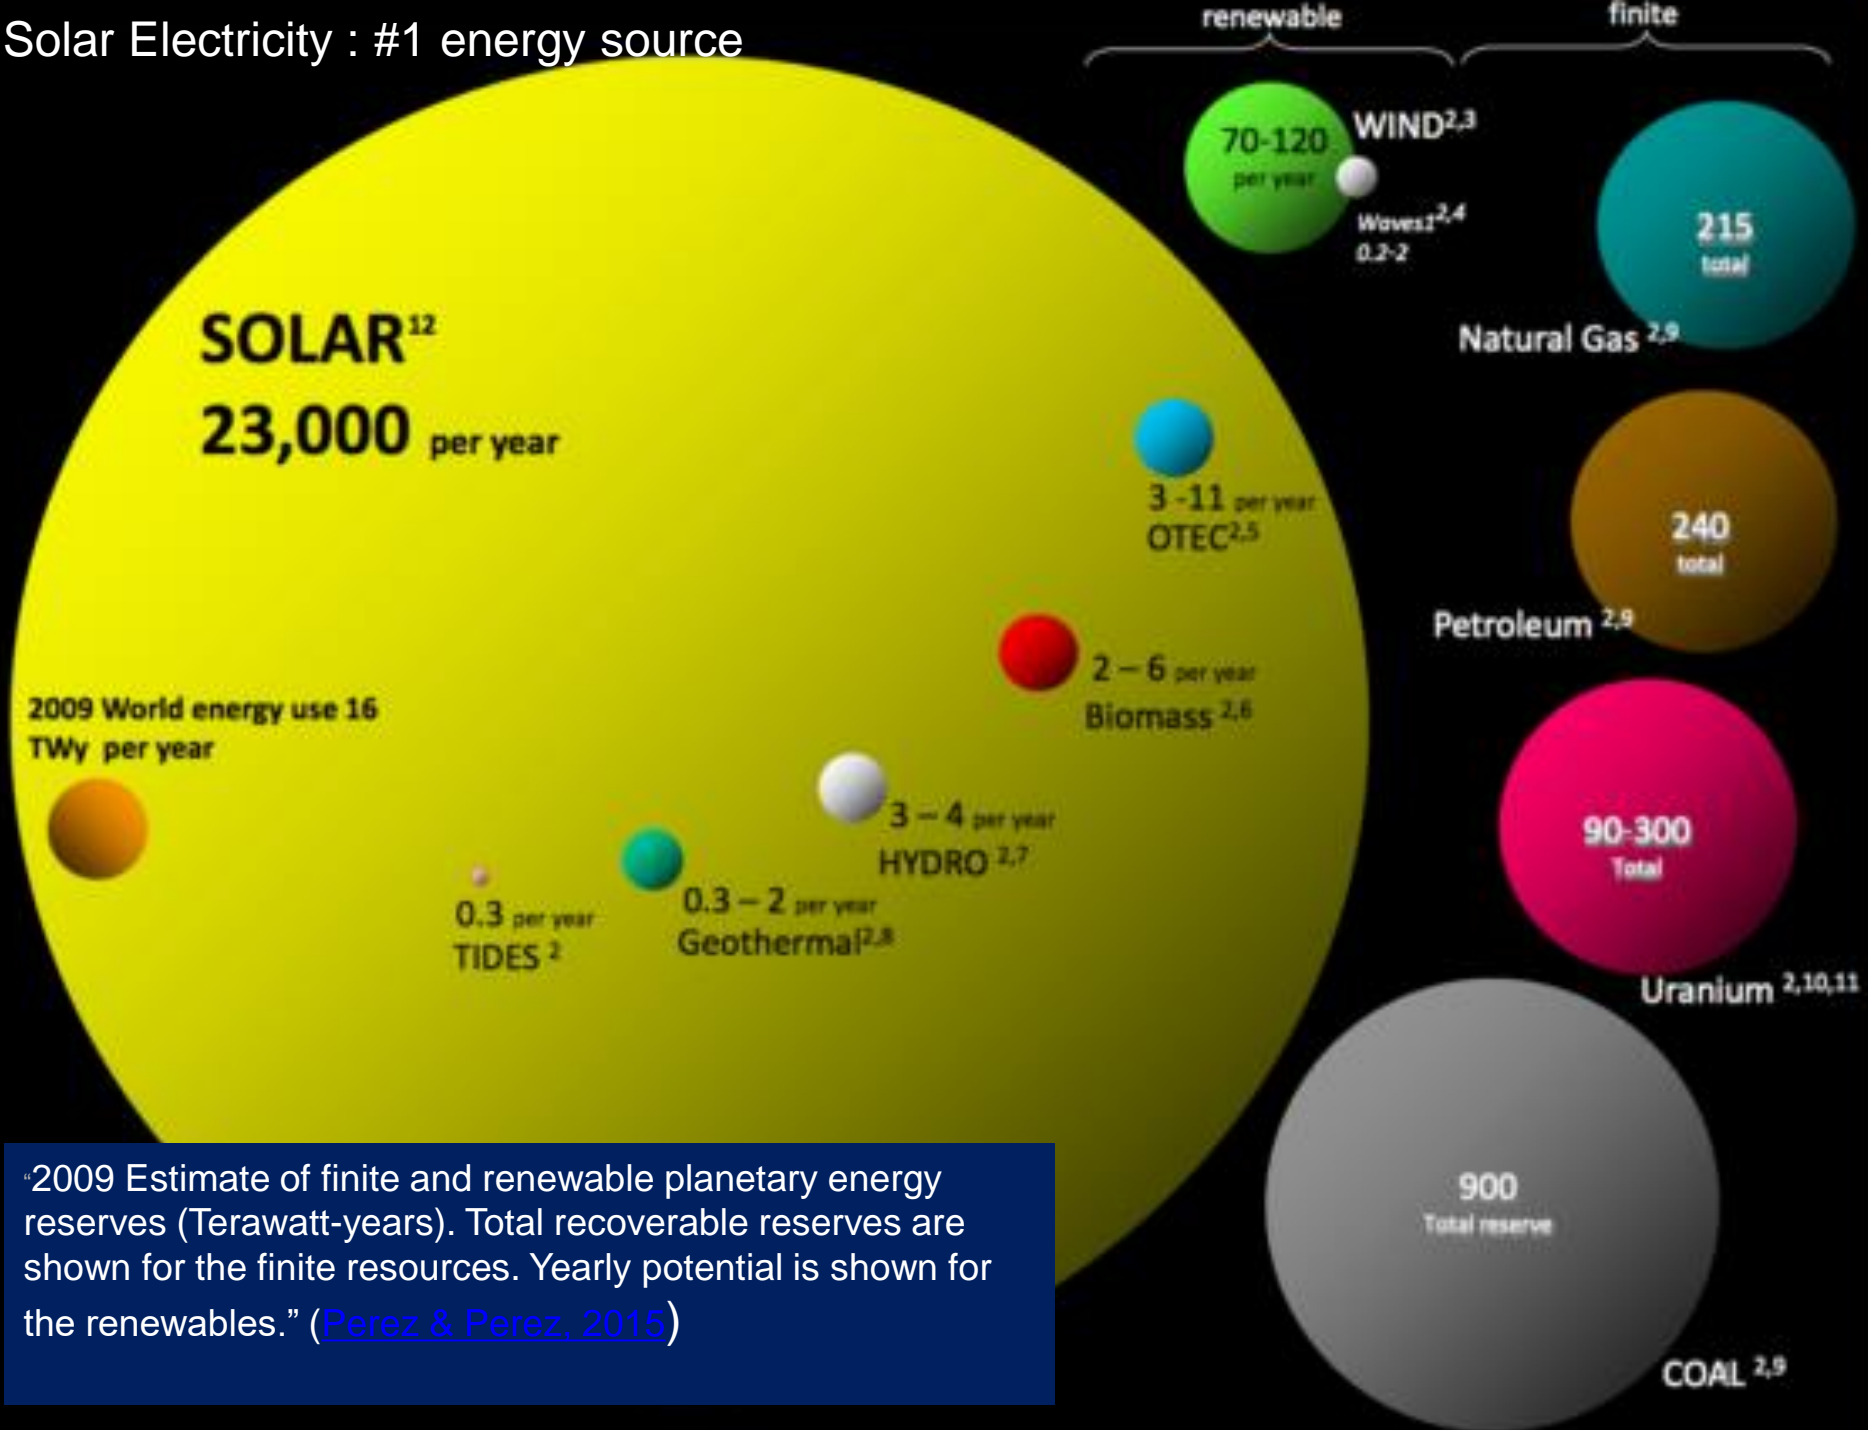 Solar Electricity : #1 energy source
renewable
finite
70-120
per year
WIND2,3
Waves12,4
0.2-2
215
total
Natural Gas 2,9
SOLAR12
23,000 per year
3 -11 per year
OTEC2,5
240
total
Petroleum 2,9
2 – 6 per year
Biomass 2,6
2009 World energy use 16
TWy per year
3 – 4 per year
HYDRO 2,7
90-300
Total
0.3 – 2 per year
Geothermal2,8
0.3 per year
TIDES 2
Uranium 2,10,11
900
Total reserve
COAL 2,9
“2009 Estimate of finite and renewable planetary energy
reserves (Terawatt-years). Total recoverable reserves are
shown for the finite resources. Yearly potential is shown for
the renewables.” (Perez & Perez, 2015)